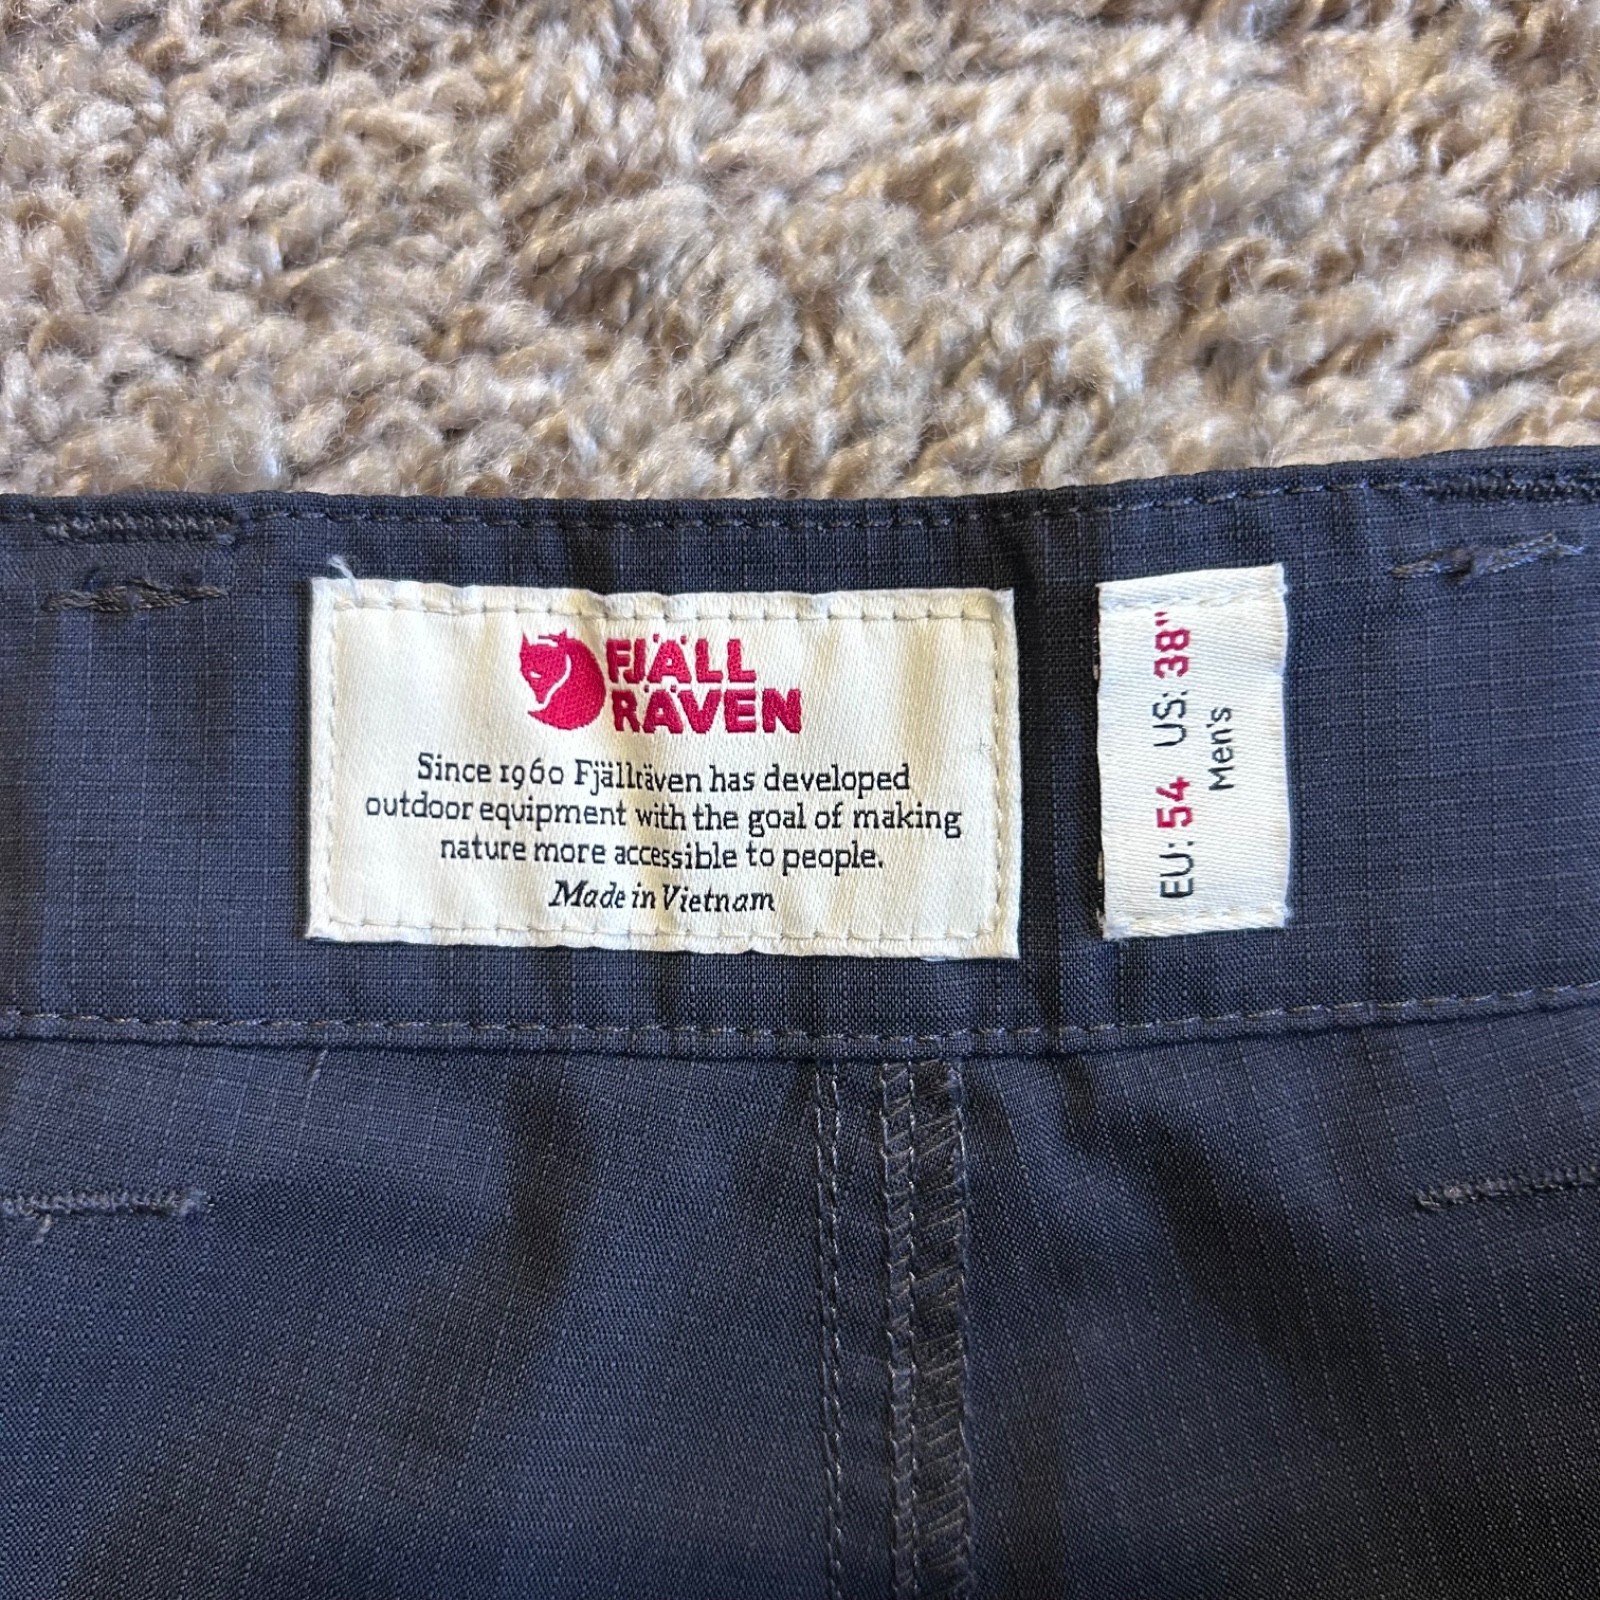 FJÄLL
RÄVEN
Since 1960 Fjällräven has developed
outdoor equipment with the goal of making
nature more accessible to people.
Made in Vietnam
EU: 54 US: 38"
Men's